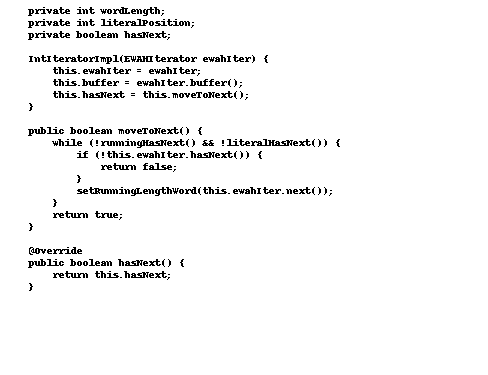 private int wordLength;
private int literalPosition;
private boolean hasNext;
IntIteratorImpl(EWAHIterator ewahIter) {
this.ewahIter = ewahIter;
this.buffer = ewahIter.buffer();
this.hasNext = this.moveToNext();
}
public boolean moveToNext() {
while (!runningHasNext() && !literalHasNext()) {
if (!this.ewahIter.hasNext()) {
return false;
}
setRunningLengthWord(this.ewahIter.next());
}
return true;
}
@Override
public boolean hasNext() {
return this.hasNext;
}